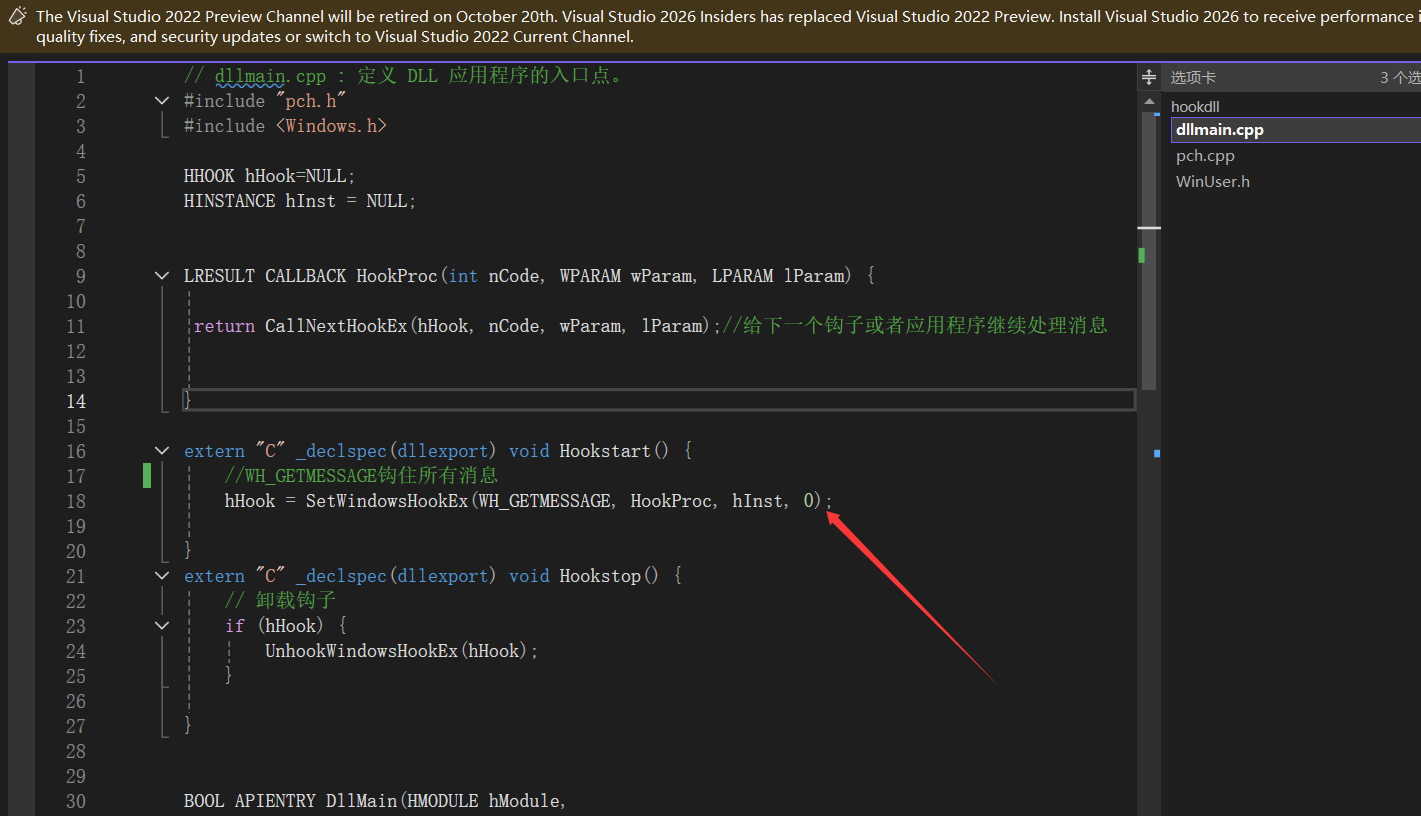 The Visual Studio 2022 Preview Channel will be retired on October 20th. Visual Studio 2026 Insiders has replaced Visual Studio 2022 Preview. Install Visual Studio 2026 to receive performance
quality fixes, and security updates or switch to Visual Studio 2022 Current Channel.
1 // dllmain.cpp : 定义 DLL 应用程序的入口点。
2 #include "pch.h"
3 #include <Windows.h>
4
5 HHOOK hHook=NULL;
6 HINSTANCE hInst = NULL;
7
8
9 LRESULT CALLBACK HookProc(int nCode, WPARAM wParam, LPARAM lParam) {
10
11 return CallNextHookEx(hHook, nCode, wParam, lParam);//给下一个钩子或者应用程序继续处理消息
12
13
14 }
15
16 extern "C" _declspec(dllexport) void Hookstart() {
17 //WH_GETMESSAGE钩住所有消息
18 hHook = SetWindowsHookEx(WH_GETMESSAGE, HookProc, hInst, 0);
19
20 }
21 extern "C" _declspec(dllexport) void Hookstop() {
22 // 卸载钩子
23 if (hHook) {
24 UnhookWindowsHookEx(hHook);
25 }
26
27 }
28
29
30 BOOL APIENTRY DllMain(HMODULE hModule,
选项卡 3 个选
hookdll
dllmain.cpp
pch.cpp
WinUser.h